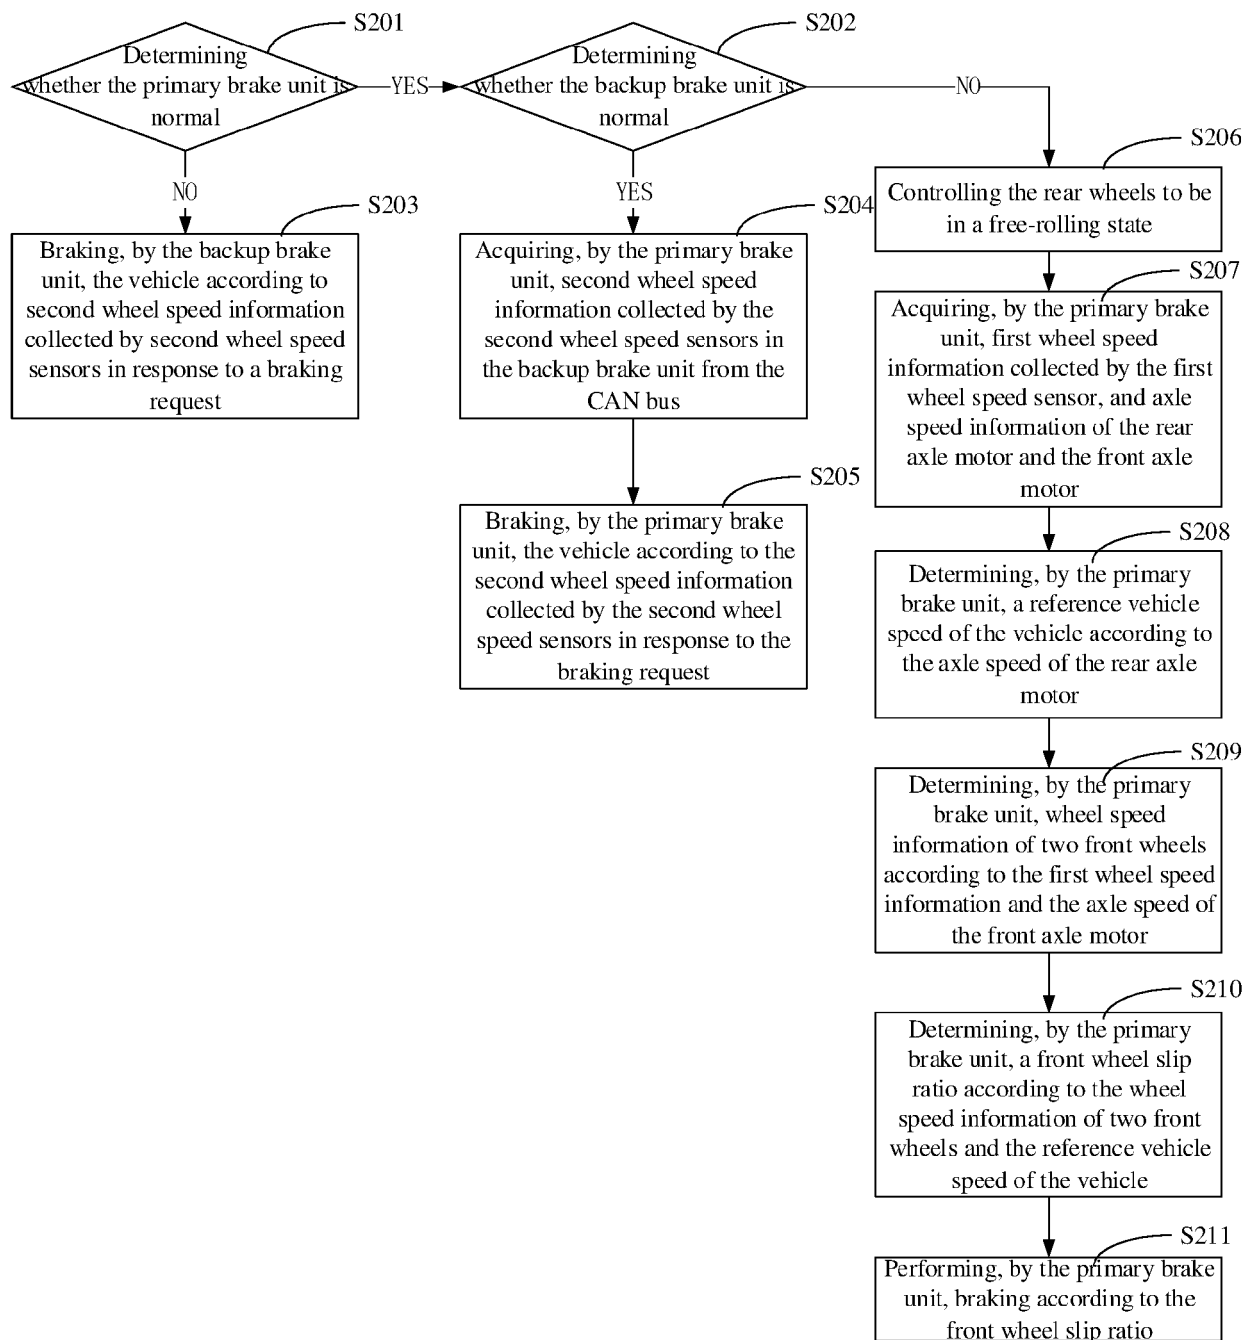 S201
Determining
whether the primary brake unit is
normal
YES
NO
S202
Determining
whether the backup brake unit is
normal
NO
YES
S203
Braking, by the backup brake
unit, the vehicle according to
second wheel speed information
collected by second wheel speed
sensors in response to a braking
request
S204
Acquiring, by the primary brake
unit, second wheel speed
information collected by the
second wheel speed sensors in
the backup brake unit from the
CAN bus
S205
Braking, by the primary brake
unit, the vehicle according to the
second wheel speed information
collected by the second wheel
speed sensors in response to the
braking request
S206
Controlling the rear wheels to be
in a free-rolling state
S207
Acquiring, by the primary brake
unit, first wheel speed
information collected by the first
wheel speed sensor, and axle
speed information of the rear
axle motor and the front axle
motor
S208
Determining, by the primary
brake unit, a reference vehicle
speed of the vehicle according to
the axle speed of the rear axle
motor
S209
Determining, by the primary
brake unit, wheel speed
information of two front wheels
according to the first wheel speed
information and the axle speed of
the front axle motor
S210
Determining, by the primary
brake unit, a front wheel slip
ratio according to the wheel
speed information of two front
wheels and the reference vehicle
speed of the vehicle
S211
Performing, by the primary brake
unit, braking according to the
front wheel slip ratio